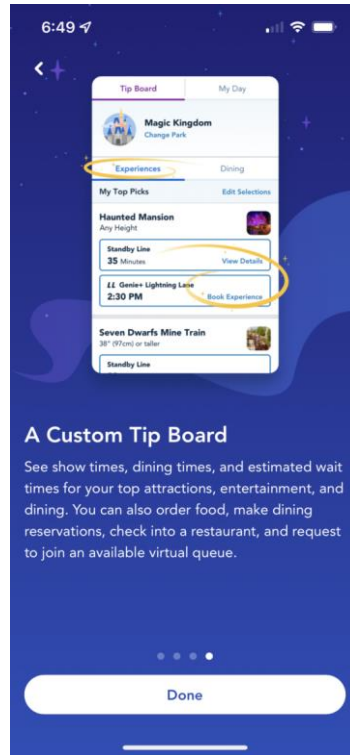 6:49
Tip Board
My Day
Magic Kingdom
Change Park
Experiences
Dining
My Top Picks
Edit Selections
Haunted Mansion
Any Height
Standby Line
35 Minutes
View Details
LL Genie+ Lightning Lane
2:30 PM
Book Experience
Seven Dwarfs Mine Train
38" (97cm) or taller
Standby Line
A Custom Tip Board
See show times, dining times, and estimated wait
times for your top attractions, entertainment, and
dining. You can also order food, make dining
reservations, check into a restaurant, and request
to join an available virtual queue.
Done